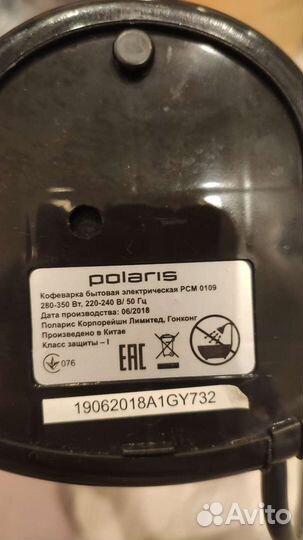 polaris
Кофеварка бытовая электрическая PCM 0109
280-350 Вт, 220-240 В/ 50 Гц
Дата производства: 06/2018
Поларис Корпорейшн Лимитед, Гонконг
Произведено в Китае
Класс защиты – I
076
EAC
19062018A1GY732
Avito